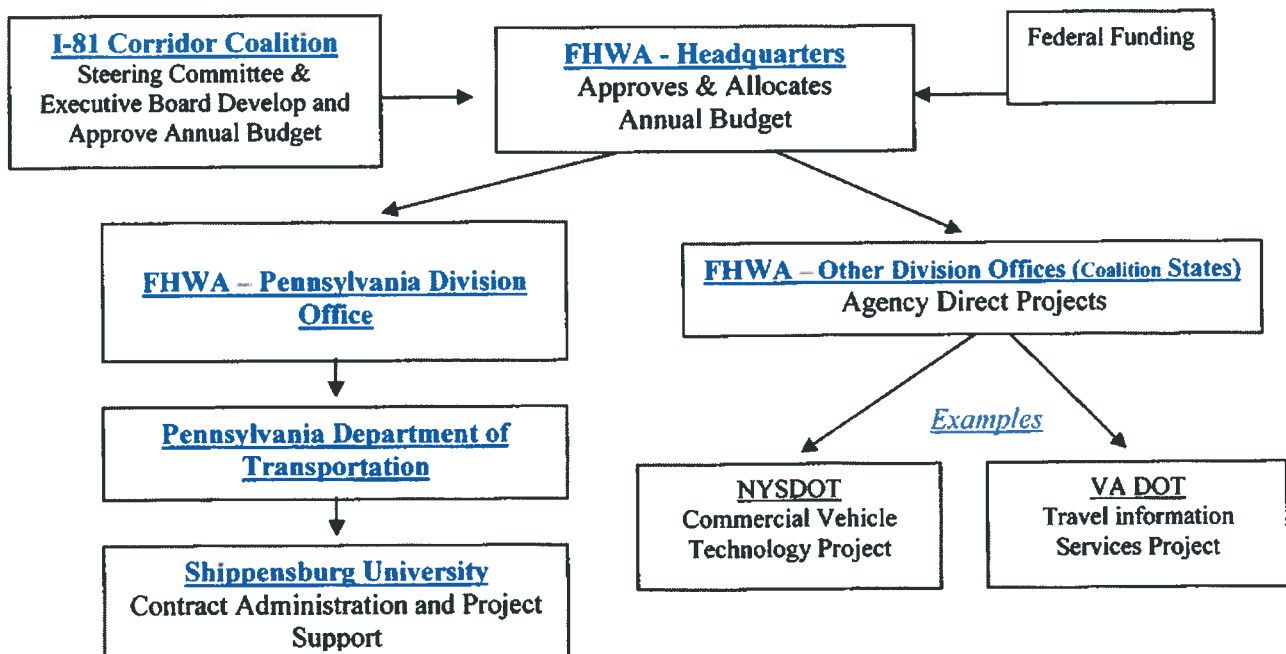 I-81 Corridor Coalition
Steering Committee &
Executive Board Develop and
Approve Annual Budget
FHWA - Headquarters
Approves & Allocates
Annual Budget
Federal Funding
FHWA – Pennsylvania Division
Office
FHWA – Other Division Offices (Coalition States)
Agency Direct Projects
Pennsylvania Department of
Transportation
Examples
NYSDOT
Commercial Vehicle
Technology Project
VA DOT
Travel information
Services Project
Shippensburg University
Contract Administration and Project
Support